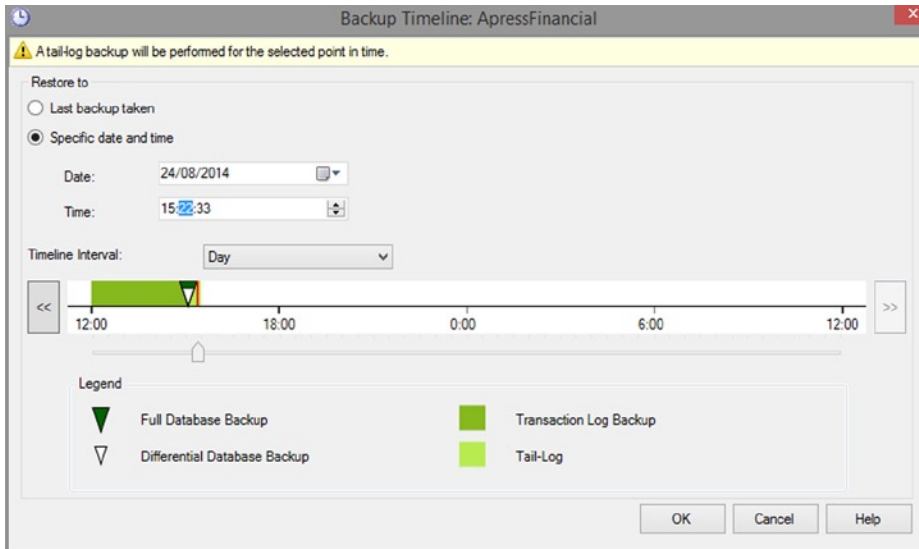 Backup Timeline: ApressFinancial
A tail-log backup will be performed for the selected point in time.
Restore to
Last backup taken
Specific date and time
Date: 24/08/2014
Time: 15:22:33
Timeline Interval: Day
<< >>
12:00 18:00 0:00 6:00 12:00
Legend
Full Database Backup Transaction Log Backup
Differential Database Backup Tail-Log
OK Cancel Help